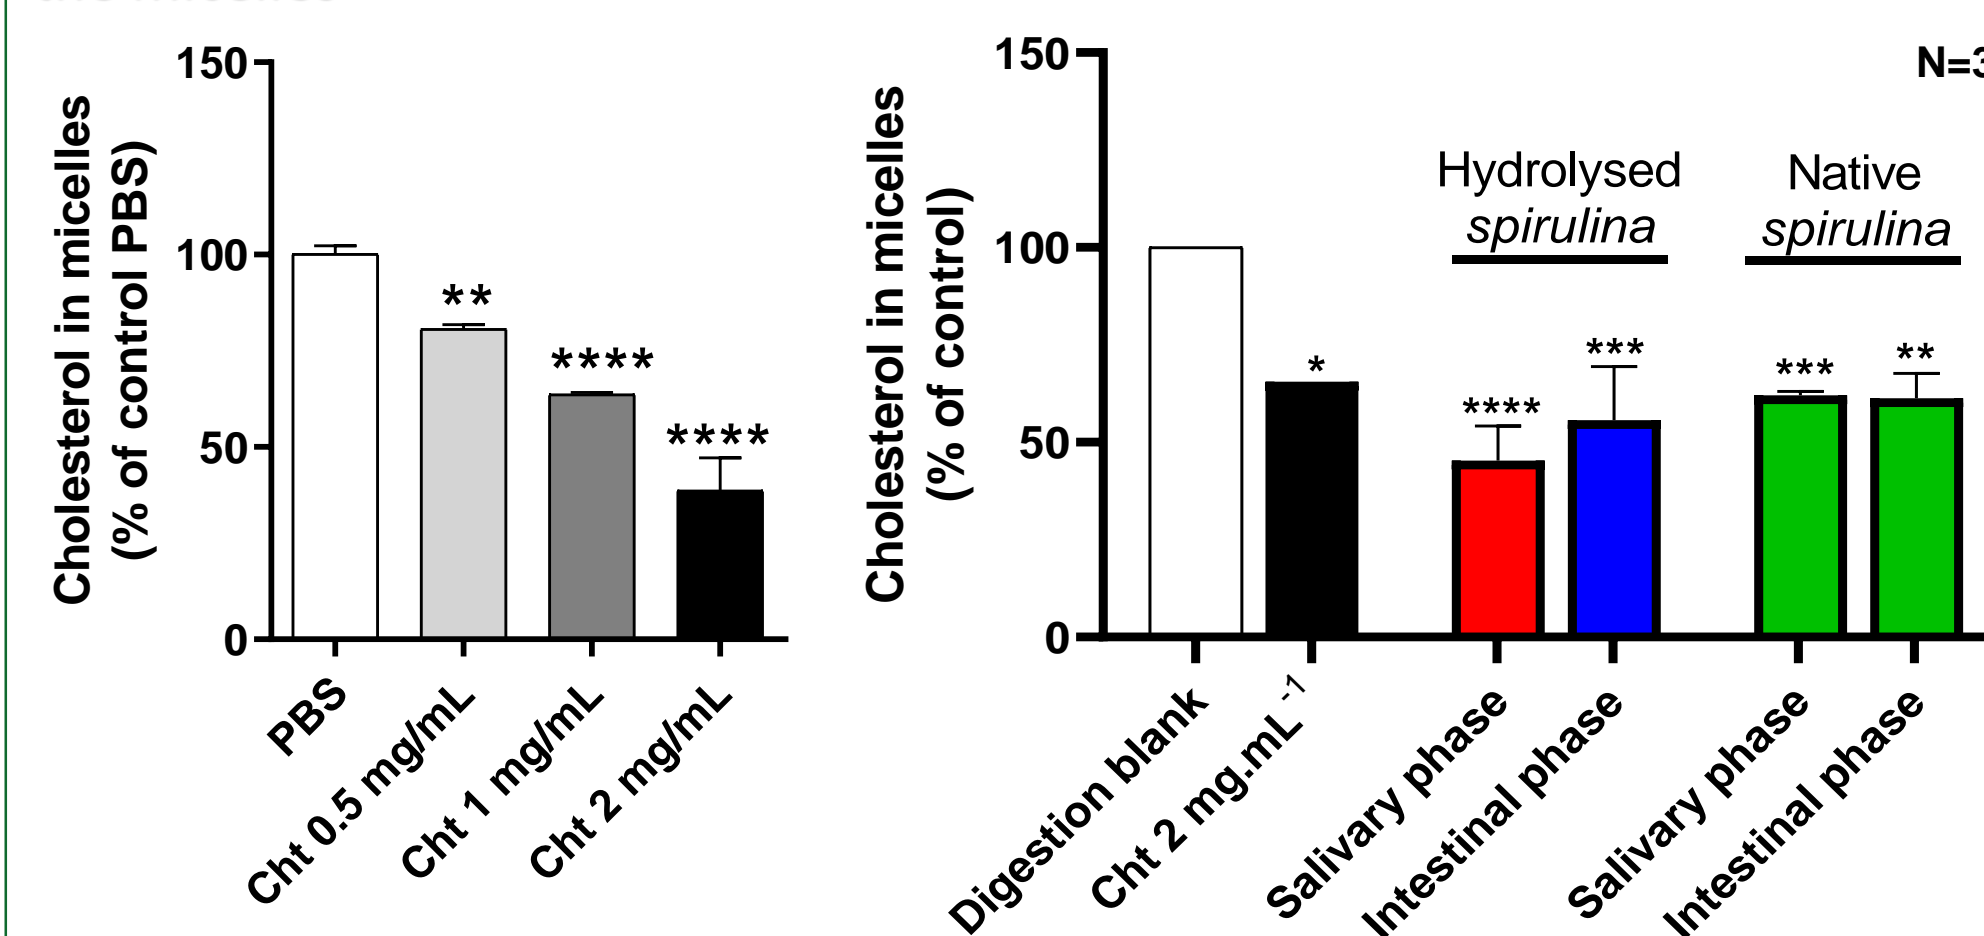 150
100
50
0
Cholesterol in micelles
(% of control PBS)
**
****
****
PBS
Cht 0.5 mg/mL
Cht 1 mg/mL
Cht 2 mg/mL
150
100
50
0
Cholesterol in micelles
(% of control)
N=3
Hydrolysed
spirulina
Native
spirulina
*
****
***
***
**
Digestion blank
Cht 2 mg.mL⁻¹
Salivary phase
Intestinal phase
Salivary phase
Intestinal phase